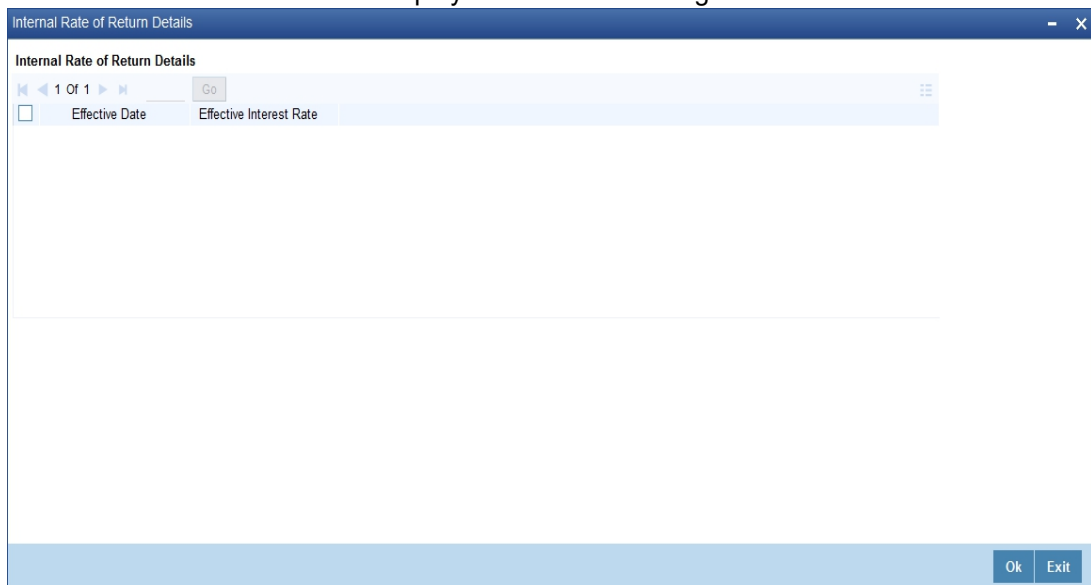 Internal Rate of Return Details
Internal Rate of Return Details
1 Of 1 Go
Effective Date Effective Interest Rate
Ok Exit